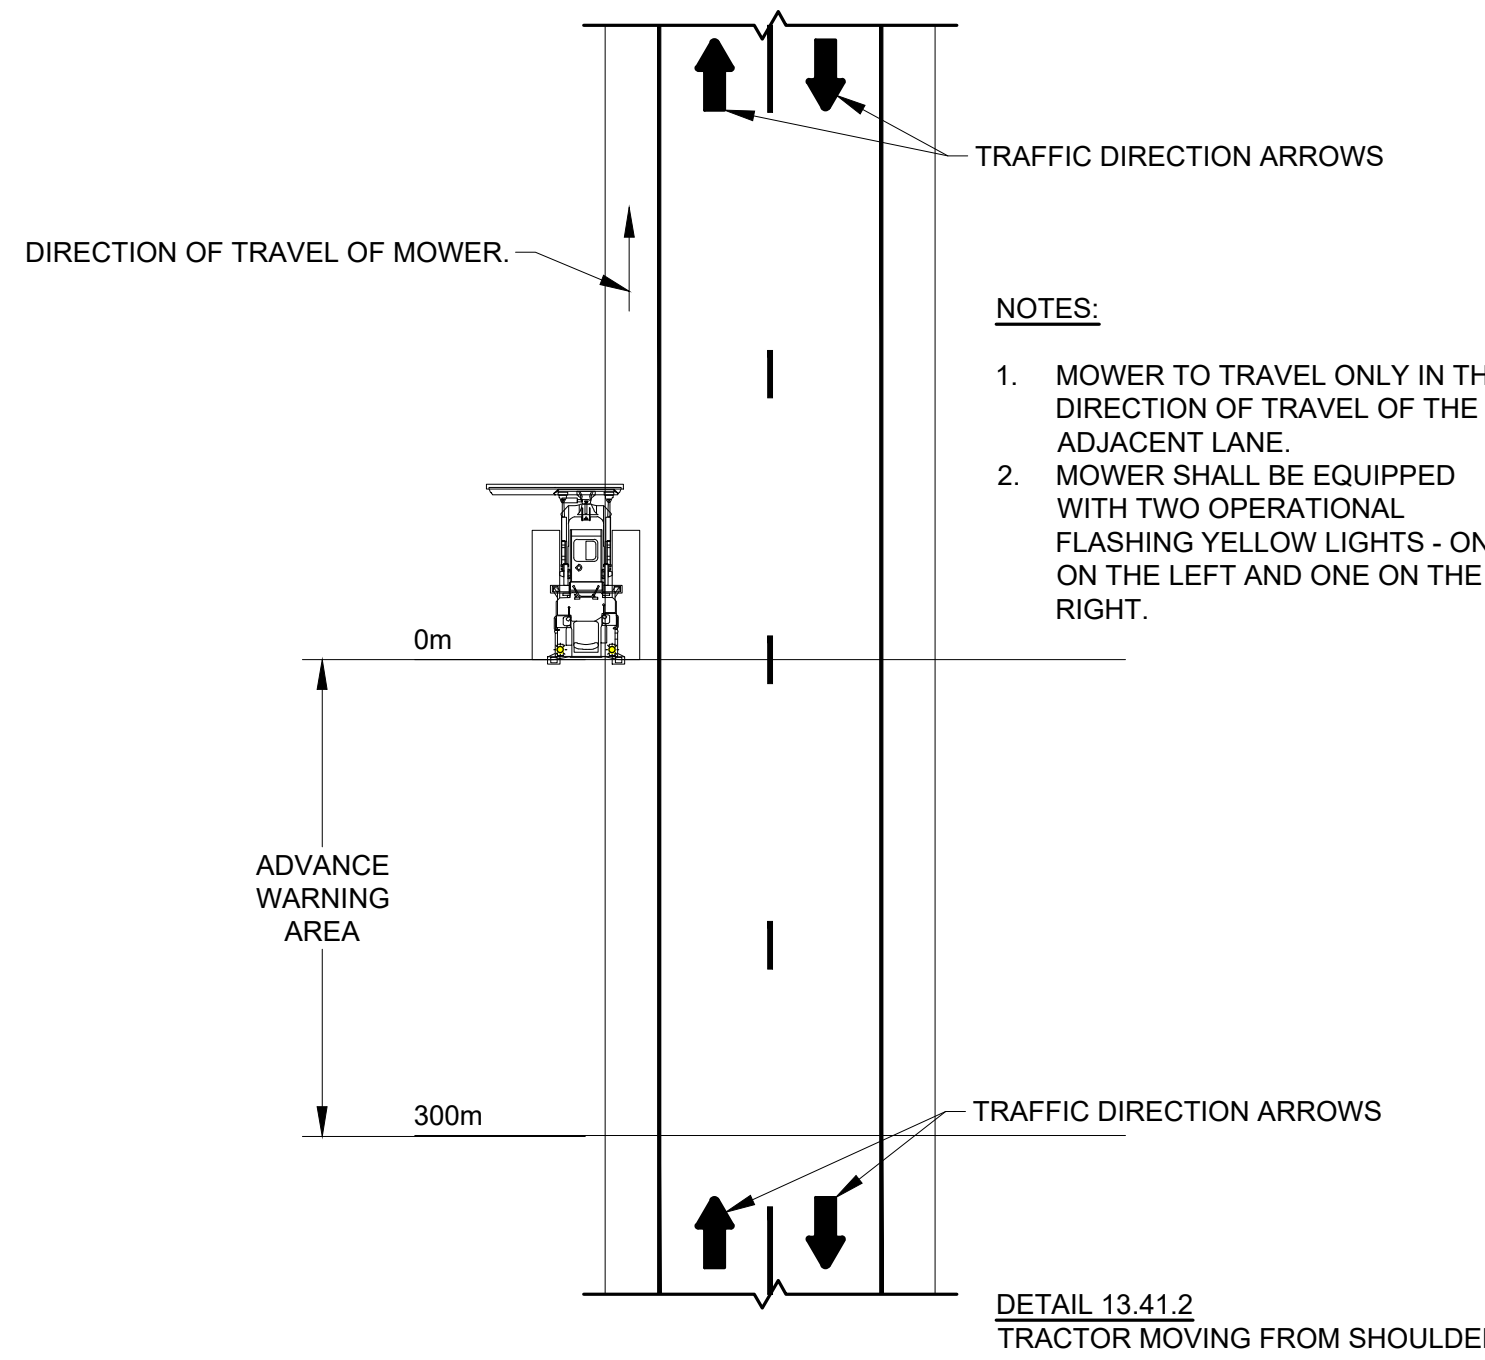 TRAFFIC DIRECTION ARROWS
DIRECTION OF TRAVEL OF MOWER.
NOTES:
1. MOWER TO TRAVEL ONLY IN TH
DIRECTION OF TRAVEL OF THE
ADJACENT LANE.
2. MOWER SHALL BE EQUIPPED
WITH TWO OPERATIONAL
FLASHING YELLOW LIGHTS - ON
ON THE LEFT AND ONE ON THE
RIGHT.
0m
ADVANCE
WARNING
AREA
300m
TRAFFIC DIRECTION ARROWS
DETAIL 13.41.2
TRACTOR MOVING FROM SHOULDE